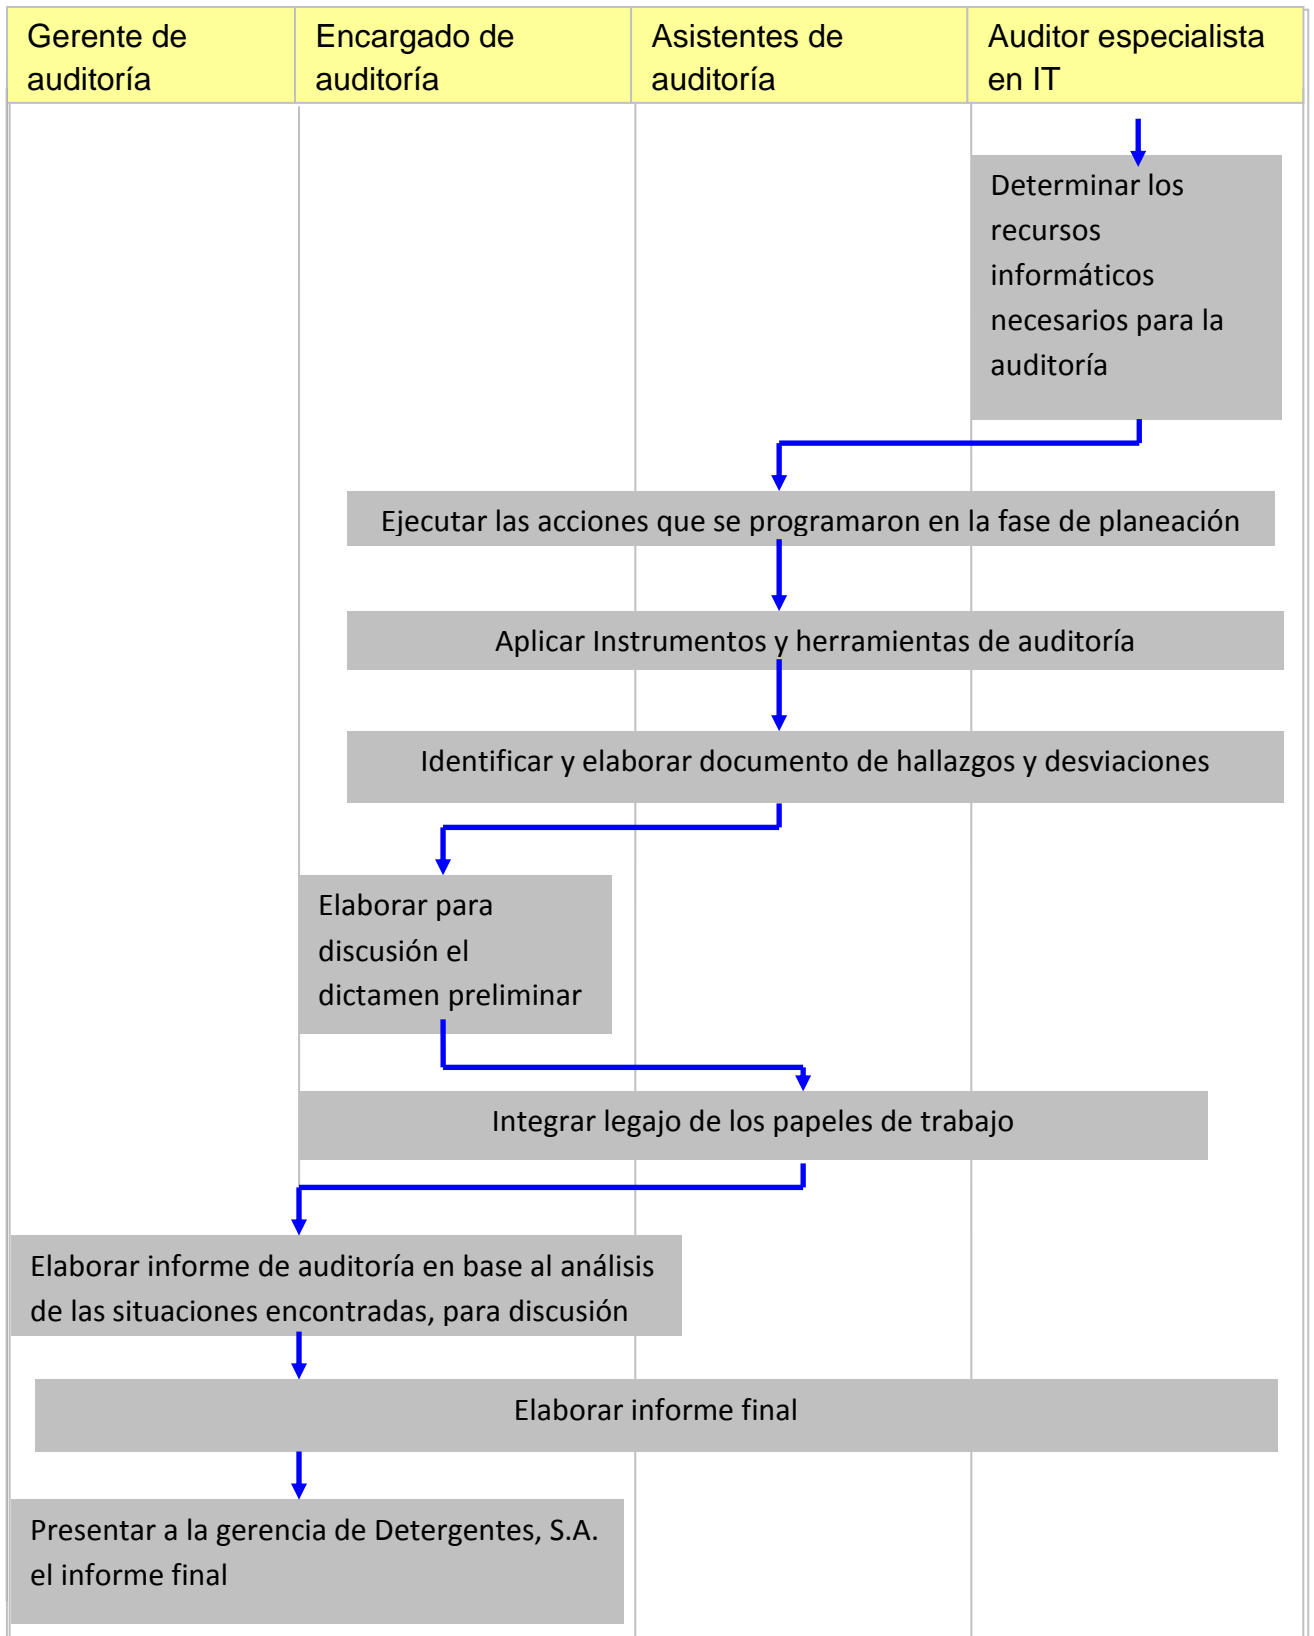 Gerente de
auditoría
Encargado de
auditoría
Asistentes de
auditoría
Auditor especialista
en IT
Determinar los
recursos
informáticos
necesarios para la
auditoría
Ejecutar las acciones que se programaron en la fase de planeación
Aplicar Instrumentos y herramientas de auditoría
Identificar y elaborar documento de hallazgos y desviaciones
Elaborar para
discusión el
dictamen preliminar
Integrar legajo de los papeles de trabajo
Elaborar informe de auditoría en base al análisis
de las situaciones encontradas, para discusión
Elaborar informe final
Presentar a la gerencia de Detergentes, S.A.
el informe final